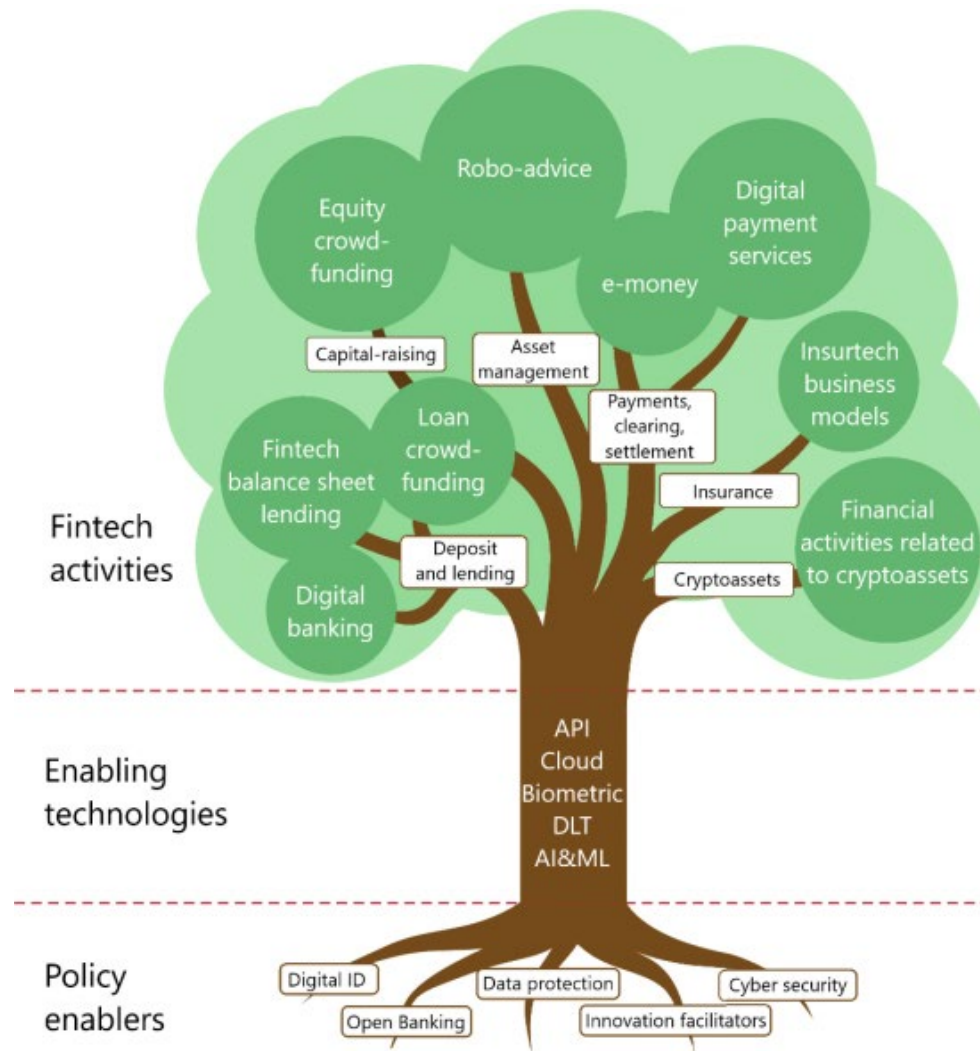 Robo-advice
Equity
crowd-
funding
Digital
payment
services
e-money
Capital-raising
Asset
management
Insurtech
business
models
Payments,
clearing,
settlement
Loan
crowd-
funding
Fintech
balance sheet
lending
Insurance
Fintech
activities
Deposit
and lending
Cryptoassets
Financial
activities related
to cryptoassets
Digital
banking
Enabling
technologies
API
Cloud
Biometric
DLT
AI&ML
Policy
enablers
Digital ID
Data protection
Cyber security
Open Banking
Innovation facilitators